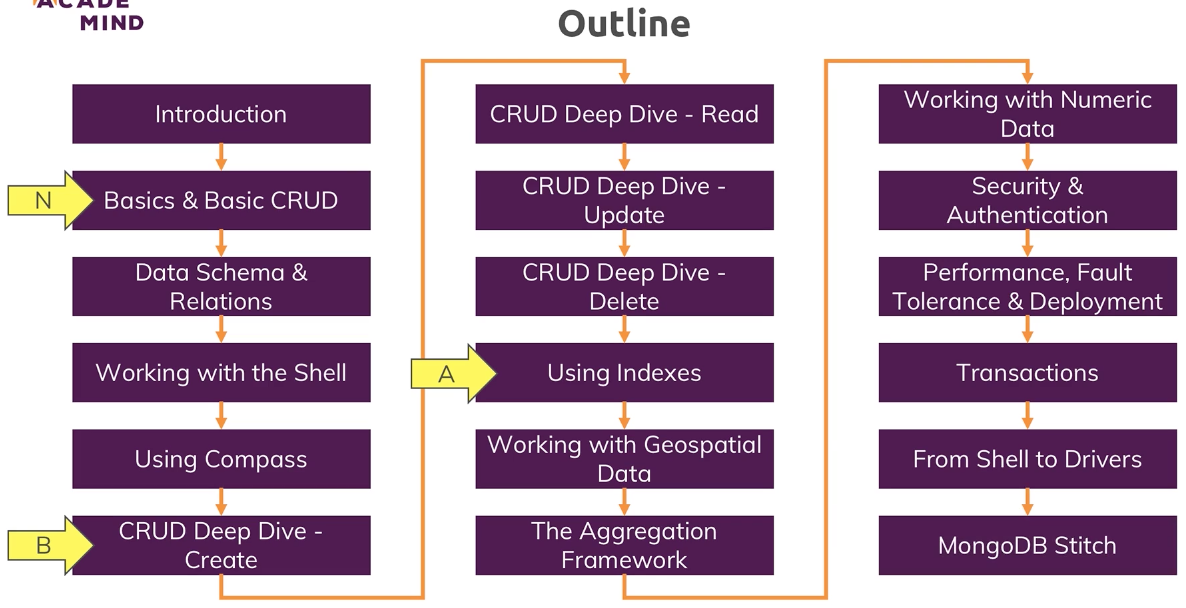 ACADE
MIND
Outline
Introduction
N
Basics & Basic CRUD
Data Schema &
Relations
Working with the Shell
Using Compass
B
CRUD Deep Dive -
Create
CRUD Deep Dive - Read
CRUD Deep Dive -
Update
CRUD Deep Dive -
Delete
A
Using Indexes
Working with Geospatial
Data
The Aggregation
Framework
Working with Numeric
Data
Security &
Authentication
Performance, Fault
Tolerance & Deployment
Transactions
From Shell to Drivers
MongoDB Stitch